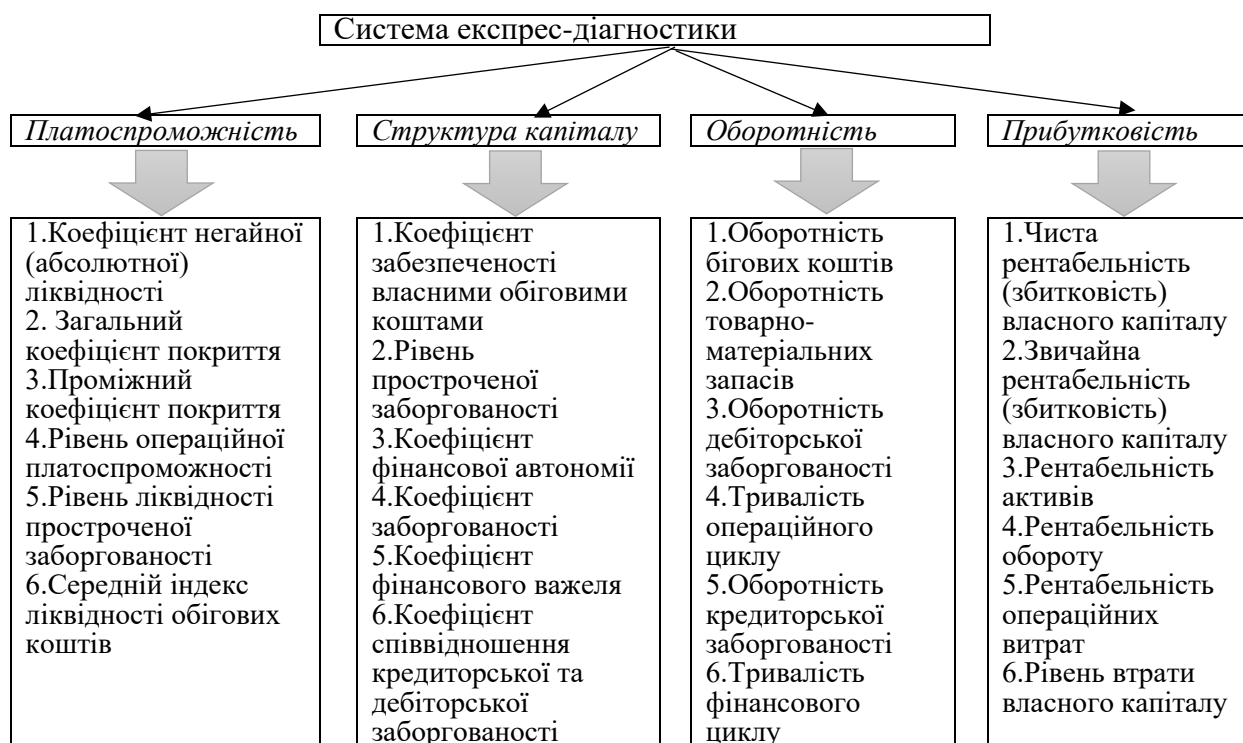 Система експрес-діагностики
Платоспроможність
Структура капіталу
Оборотність
Прибутковість
1.Коефіцієнт негайної
(абсолютної)
ліквідності
2. Загальний
коефіцієнт покриття
3.Проміжний
коефіцієнт покриття
4.Рівень операційної
платоспроможності
5.Рівень ліквідності
простроченої
заборгованості
6.Середній індекс
ліквідності обігових
коштів
1.Коефіцієнт
забезпеченості
власними обіговими
коштами
2.Рівень
простроченої
заборгованості
3.Коефіцієнт
фінансової автономії
4.Коефіцієнт
заборгованості
5.Коефіцієнт
фінансового важеля
6.Коефіцієнт
співвідношення
кредиторської та
дебіторської
заборгованості
1.Оборотність
бігових коштів
2.Оборотність
товарно-
матеріальних
запасів
3.Оборотність
дебіторської
заборгованості
4.Тривалість
операційного
циклу
5.Оборотність
кредиторської
заборгованості
6.Тривалість
фінансового
циклу
1.Чиста
рентабельність
(збитковість)
власного капіталу
2.Звичайна
рентабельність
(збитковість)
власного капіталу
3.Рентабельність
активів
4.Рентабельність
обороту
5.Рентабельність
операційних
витрат
6.Рівень втрати
власного капіталу